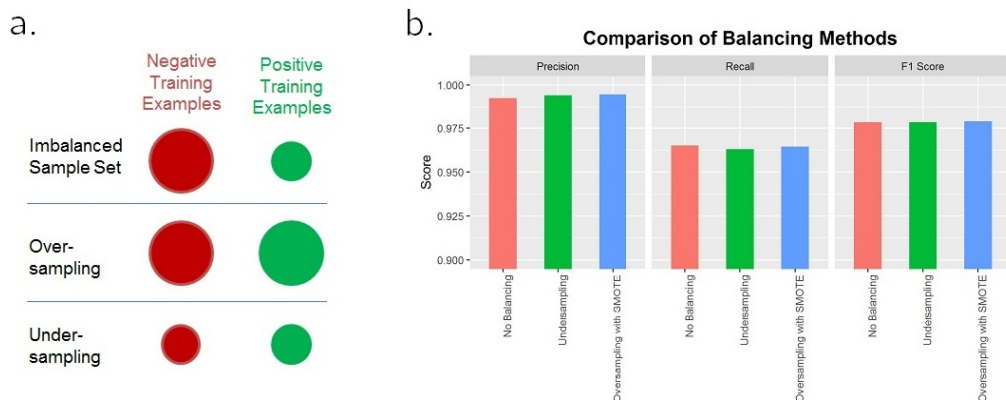 a.
Negative
Training
Examples
Positive
Training
Examples
Imbalanced
Sample Set
Over-
sampling
Under-
sampling
b.
Comparison of Balancing Methods
Precision
Recall
F1 Score
Score
1.000
0.975
0.950
0.925
0.900
No Balancing
Undersampling
Oversampling with SMOTE
No Balancing
Undersampling
Oversampling with SMOTE
No Balancing
Undersampling
Oversampling with SMOTE